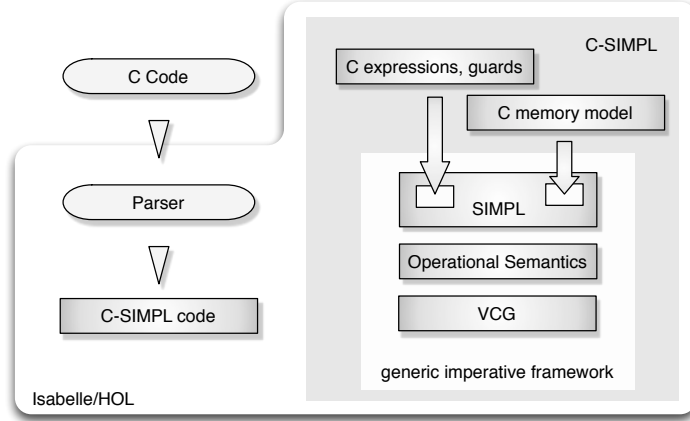 C-SIMPL
C Code
C expressions, guards
C memory model
Parser
SIMPL
Operational Semantics
C-SIMPL code
VCG
generic imperative framework
Isabelle/HOL